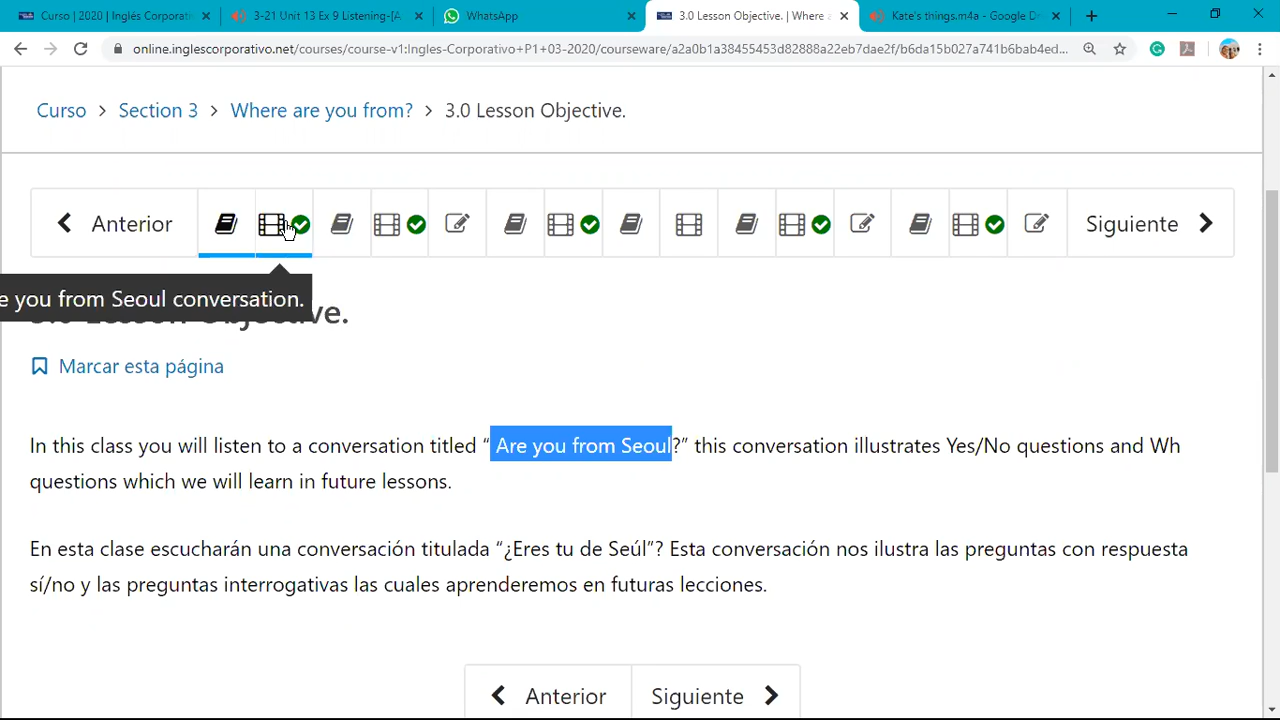 Curso | 2020 | Inglés Corporati
3-21 Unit 13 Ex 9 Listening-[A
WhatsApp
3.0 Lesson Objective. | Where a
Kate's things.m4a - Google Dri
online.inglescorporativo.net/courses/course-v1:Ingles-Corporativo+P1+03-2020/courseware/a2a0b1a38455453d82889e22eb7dae2f/b6da15b027a741b6bab4ed...
Curso > Section 3 > Where are you from? > 3.0 Lesson Objective.
Anterior
Siguiente
e you from Seoul conversation.
3.0 Lesson Objective.
Marcar esta página
In this class you will listen to a conversation titled “ Are you from Seoul?” this conversation illustrates Yes/No questions and Wh
questions which we will learn in future lessons.
En esta clase escucharán una conversación titulada “¿Eres tu de Seúl”? Esta conversación nos ilustra las preguntas con respuesta
sí/no y las preguntas interrogativas las cuales aprenderemos en futuras lecciones.
Anterior
Siguiente